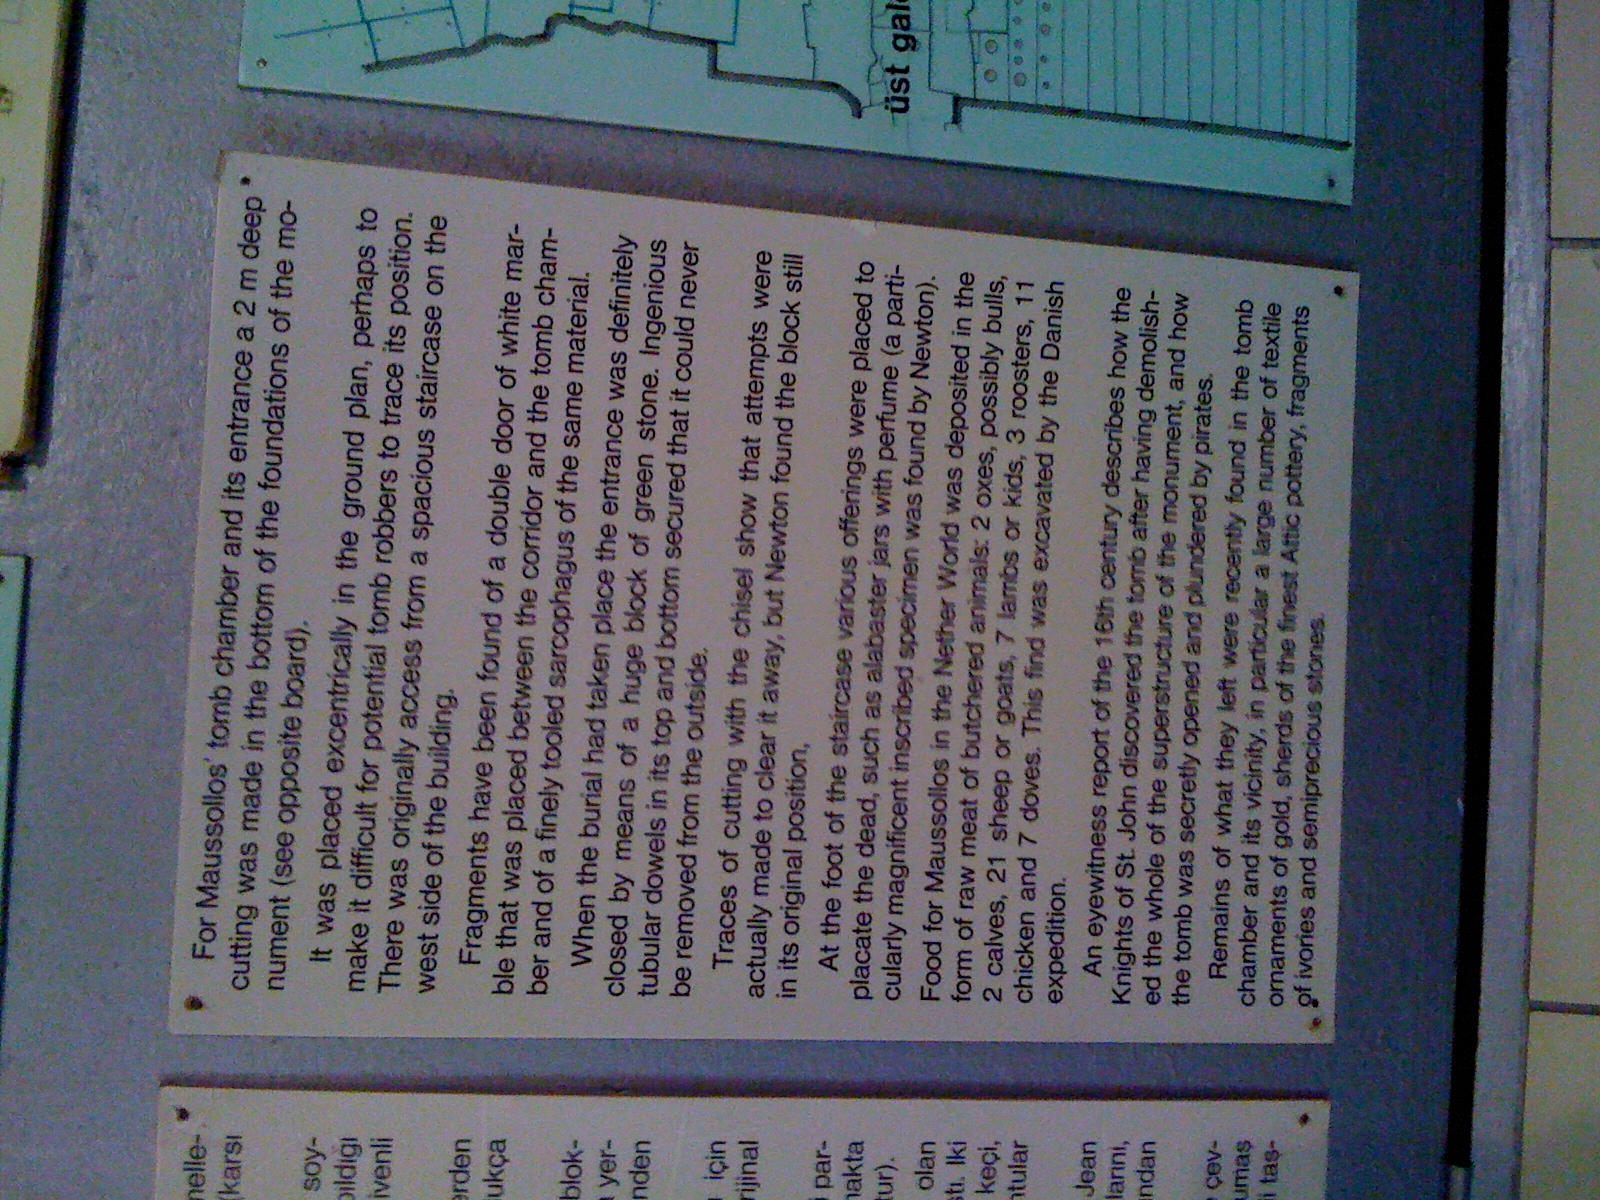 nelle-
(karsı
soy-
ivenli
erden
ukça
blok-
yer-
nden
için
rijinal
par-
makta
tur).
olan
Iki
keçi,
ntular
Jean
larını,
ından
çev-
umaş
taş-
For Maussollos' tomb chamber and its entrance a 2 m deep
cutting was made in the bottom of the foundations of the mo-
nument (see opposite board).
It was placed excentrically in the ground plan, perhaps to
make it difficult for potential tomb robbers to trace its position.
There was originally access from a spacious staircase on the
west side of the building.
Fragments have been found of a double door of white mar-
ble that was placed between the corridor and the tomb cham-
ber and of a finely tooled sarcophagus of the same material.
When the burial had taken place the entrance was definitely
closed by means of a huge block of green stone. Ingenious
tubular dowels in its top and bottom secured that it could never
be removed from the outside.
Traces of cutting with the chisel show that attempts were
actually made to clear it away, but Newton found the block still
in its original position,
At the foot of the staircase various offerings were placed to
placate the dead, such as alabaster jars with perfume (a parti-
cularly magnificent inscribed specimen was found by Newton).
Food for Maussollos in the Nether World was deposited in the
form of raw meat of butchered animals: 2 oxes, possibly bulls,
2 calves, 21 sheep or goats, 7 lambs or kids, 3 roosters, 11
chicken and 7 doves. This find was excavated by the Danish
expedition.
An eyewitness report of the 16th century describes how the
Knights of St. John discovered the tomb after having demolish-
ed the whole of the superstructure of the monument, and how
the tomb was secretly opened and plundered by pirates.
Remains of what they left were recently found in the tomb
chamber and its vicinity, in particular a large number of textile
ornaments of gold, sherds of the finest Attic pottery, fragments
of ivories and semiprecious stones.
üst gal